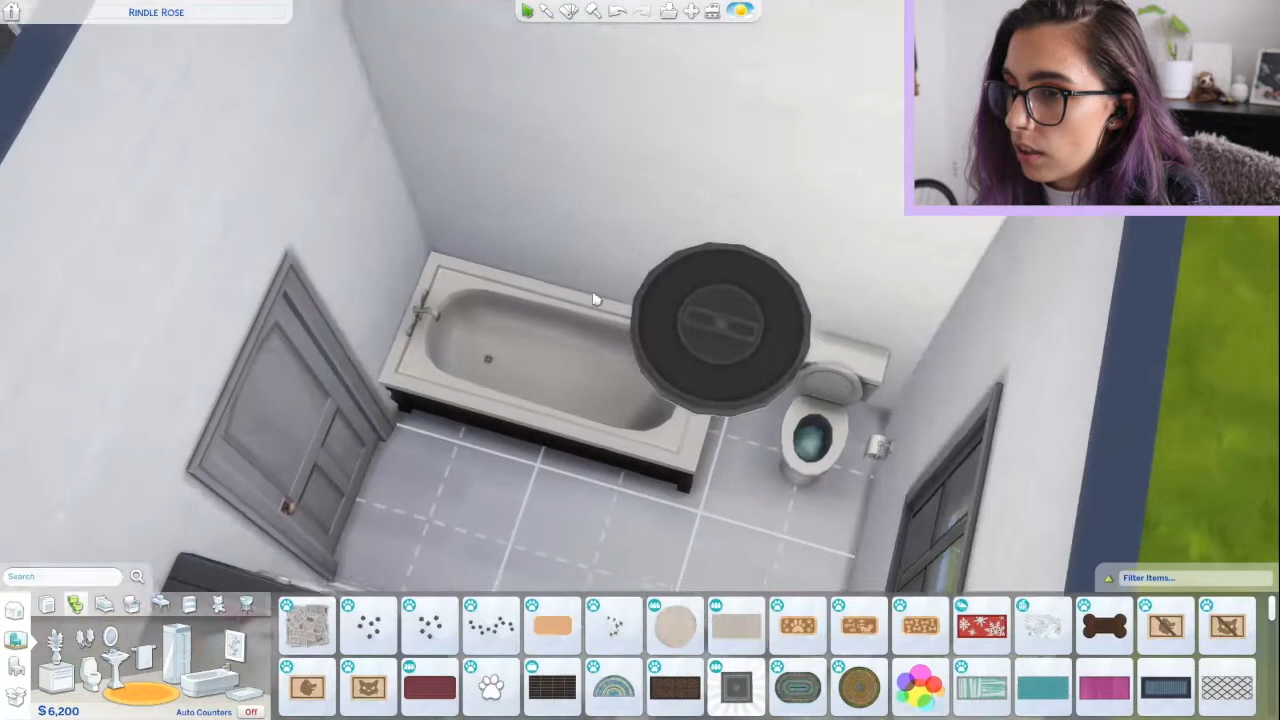 RINDLE ROSE
Search
Filter Items...
§6,200
Auto Counters
Off